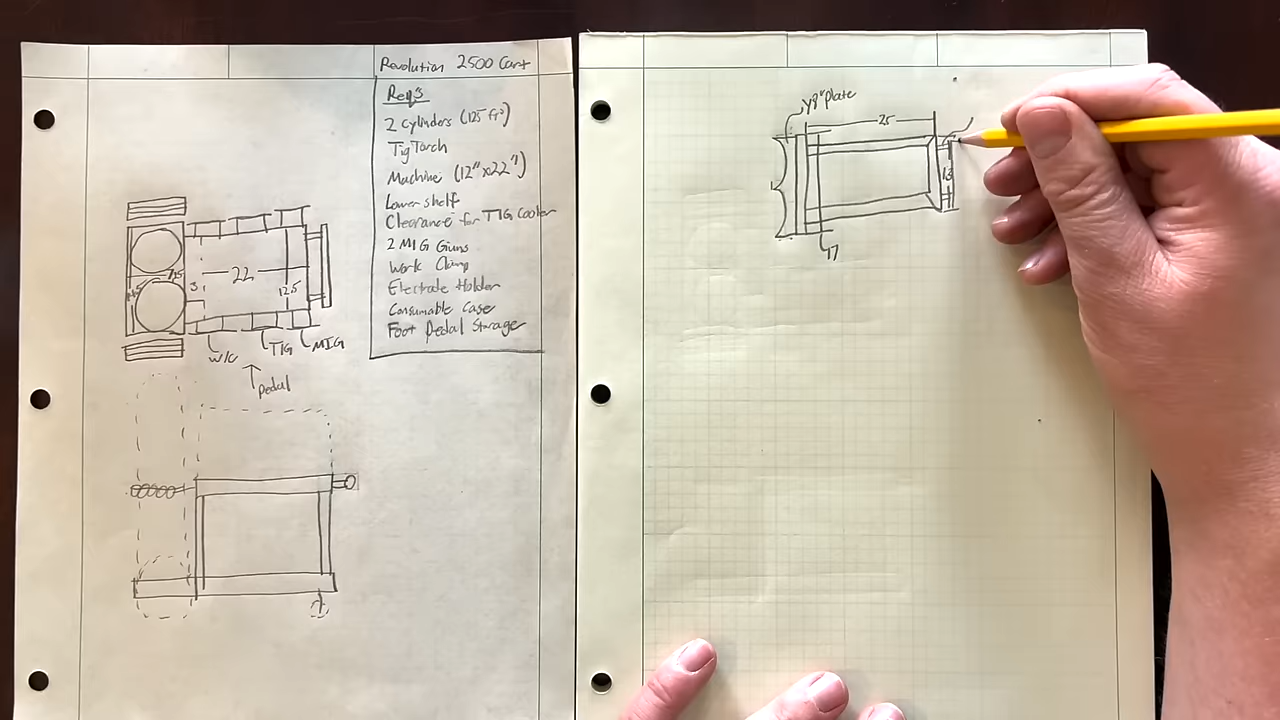 Revolution 2500 Cart
Reqs
2 cylinders (125 ft³)
Tig Torch
Machine (12" x 22")
Lower shelf
Clearance for TIG Cooler
2 MIG Guns
Work Clamp
Electrode Holder
Consumable Case
Foot Pedal Storage
22
3
12.5
W/C
TIG
MIG
Pedal
1/8" plate
25
13
17